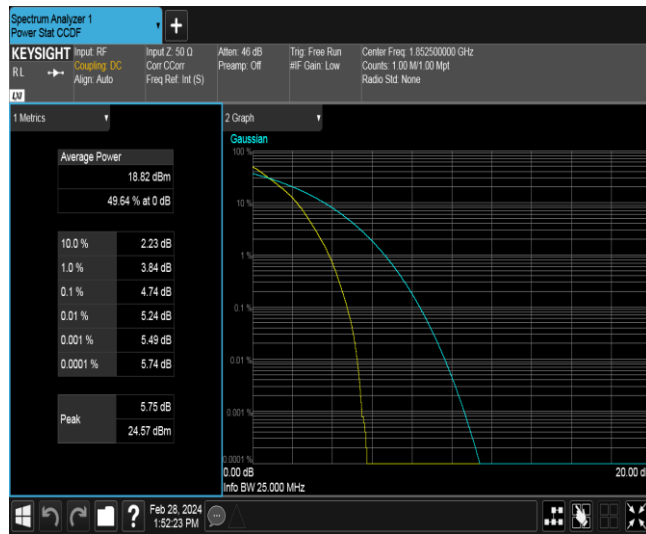 Spectrum Analyzer 1
Power Stat CCDF
+
KEYSIGHT
RL
LXI
Input: RF
Coupling: DC
Align: Auto
Input Z: 50 Ω
Corr CCorr
Freq Ref: Int (S)
Atten: 46 dB
Preamp: Off
Trig: Free Run
#IF Gain: Low
Center Freq: 1.852500000 GHz
Counts: 1.00 M/1.00 Mpt
Radio Std: None
1 Metrics
Average Power
18.82 dBm
49.64 % at 0 dB
10.0 % 2.23 dB
1.0 % 3.84 dB
0.1 % 4.74 dB
0.01 % 5.24 dB
0.001 % 5.49 dB
0.0001 % 5.74 dB
Peak
5.75 dB
24.57 dBm
2 Graph
Gaussian
100 %
10 %
1 %
0.1 %
0.01 %
0.001 %
0.0001 %
0.00 dB
20.00 d
Info BW 25.000 MHz
?
Feb 28, 2024
1:52:23 PM